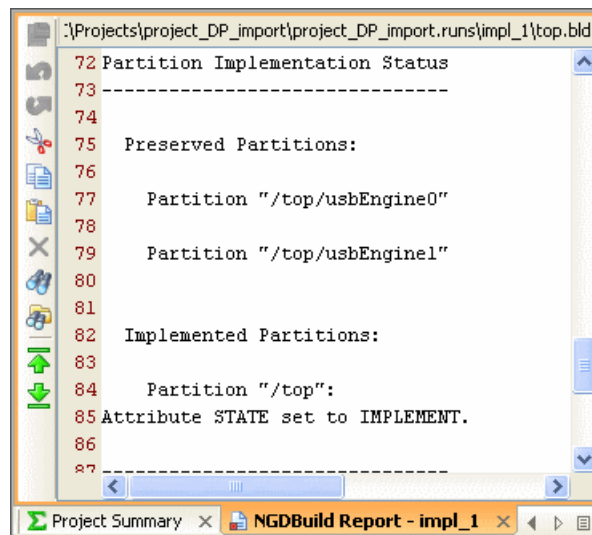 :\Projects\project_DP_import\project_DP_import.runs\impl_1\top.bld
72 Partition Implementation Status
73 -------------------------------
74
75 Preserved Partitions:
76
77 Partition "/top/usbEngine0"
78
79 Partition "/top/usbEngine1"
80
81
82 Implemented Partitions:
83
84 Partition "/top":
85 Attribute STATE set to IMPLEMENT.
86
87 -------------------------------
Project Summary NGDBuild Report - impl_1